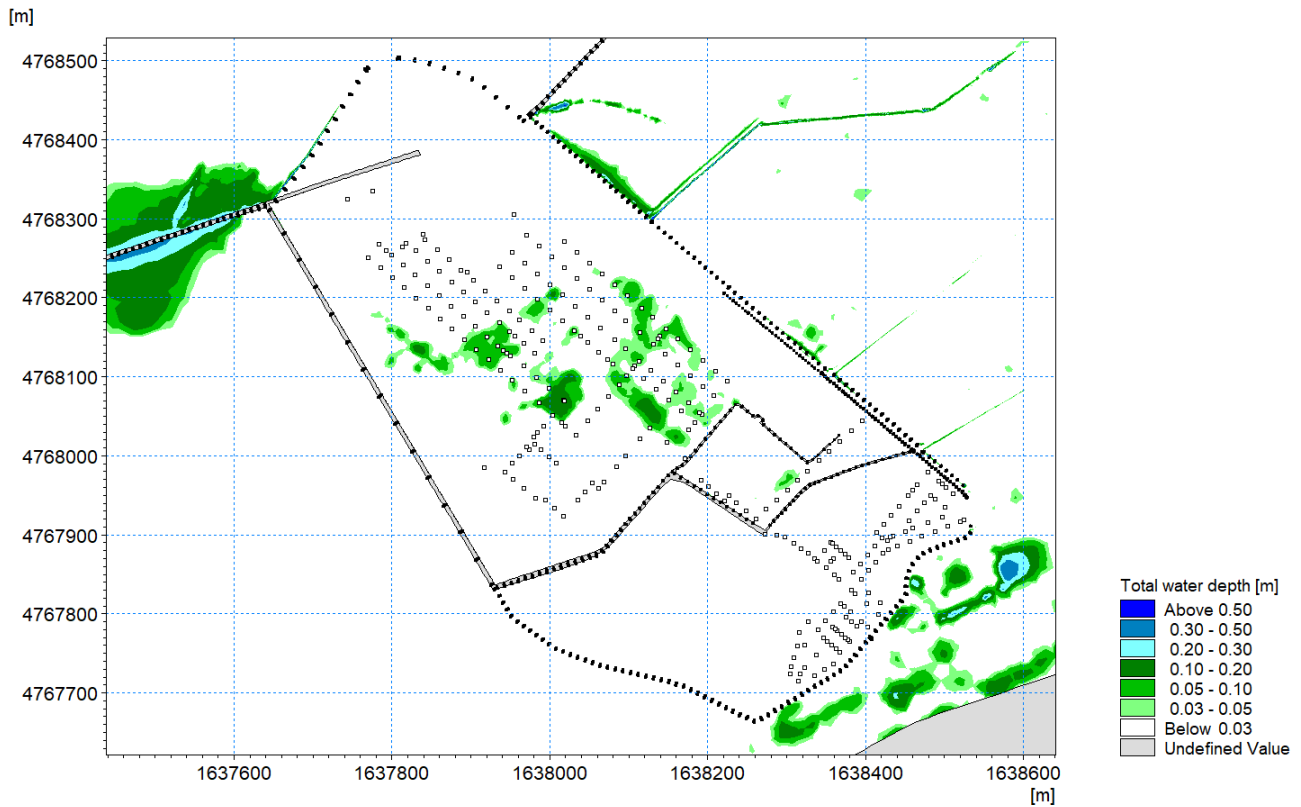 [m]
4768500
4768400
4768300
4768200
4768100
4768000
4767900
4767800
4767700
1637600 1637800 1638000 1638200 1638400 1638600
[m]
Total water depth [m]
Above 0.50
0.30 - 0.50
0.20 - 0.30
0.10 - 0.20
0.05 - 0.10
0.03 - 0.05
Below 0.03
Undefined Value